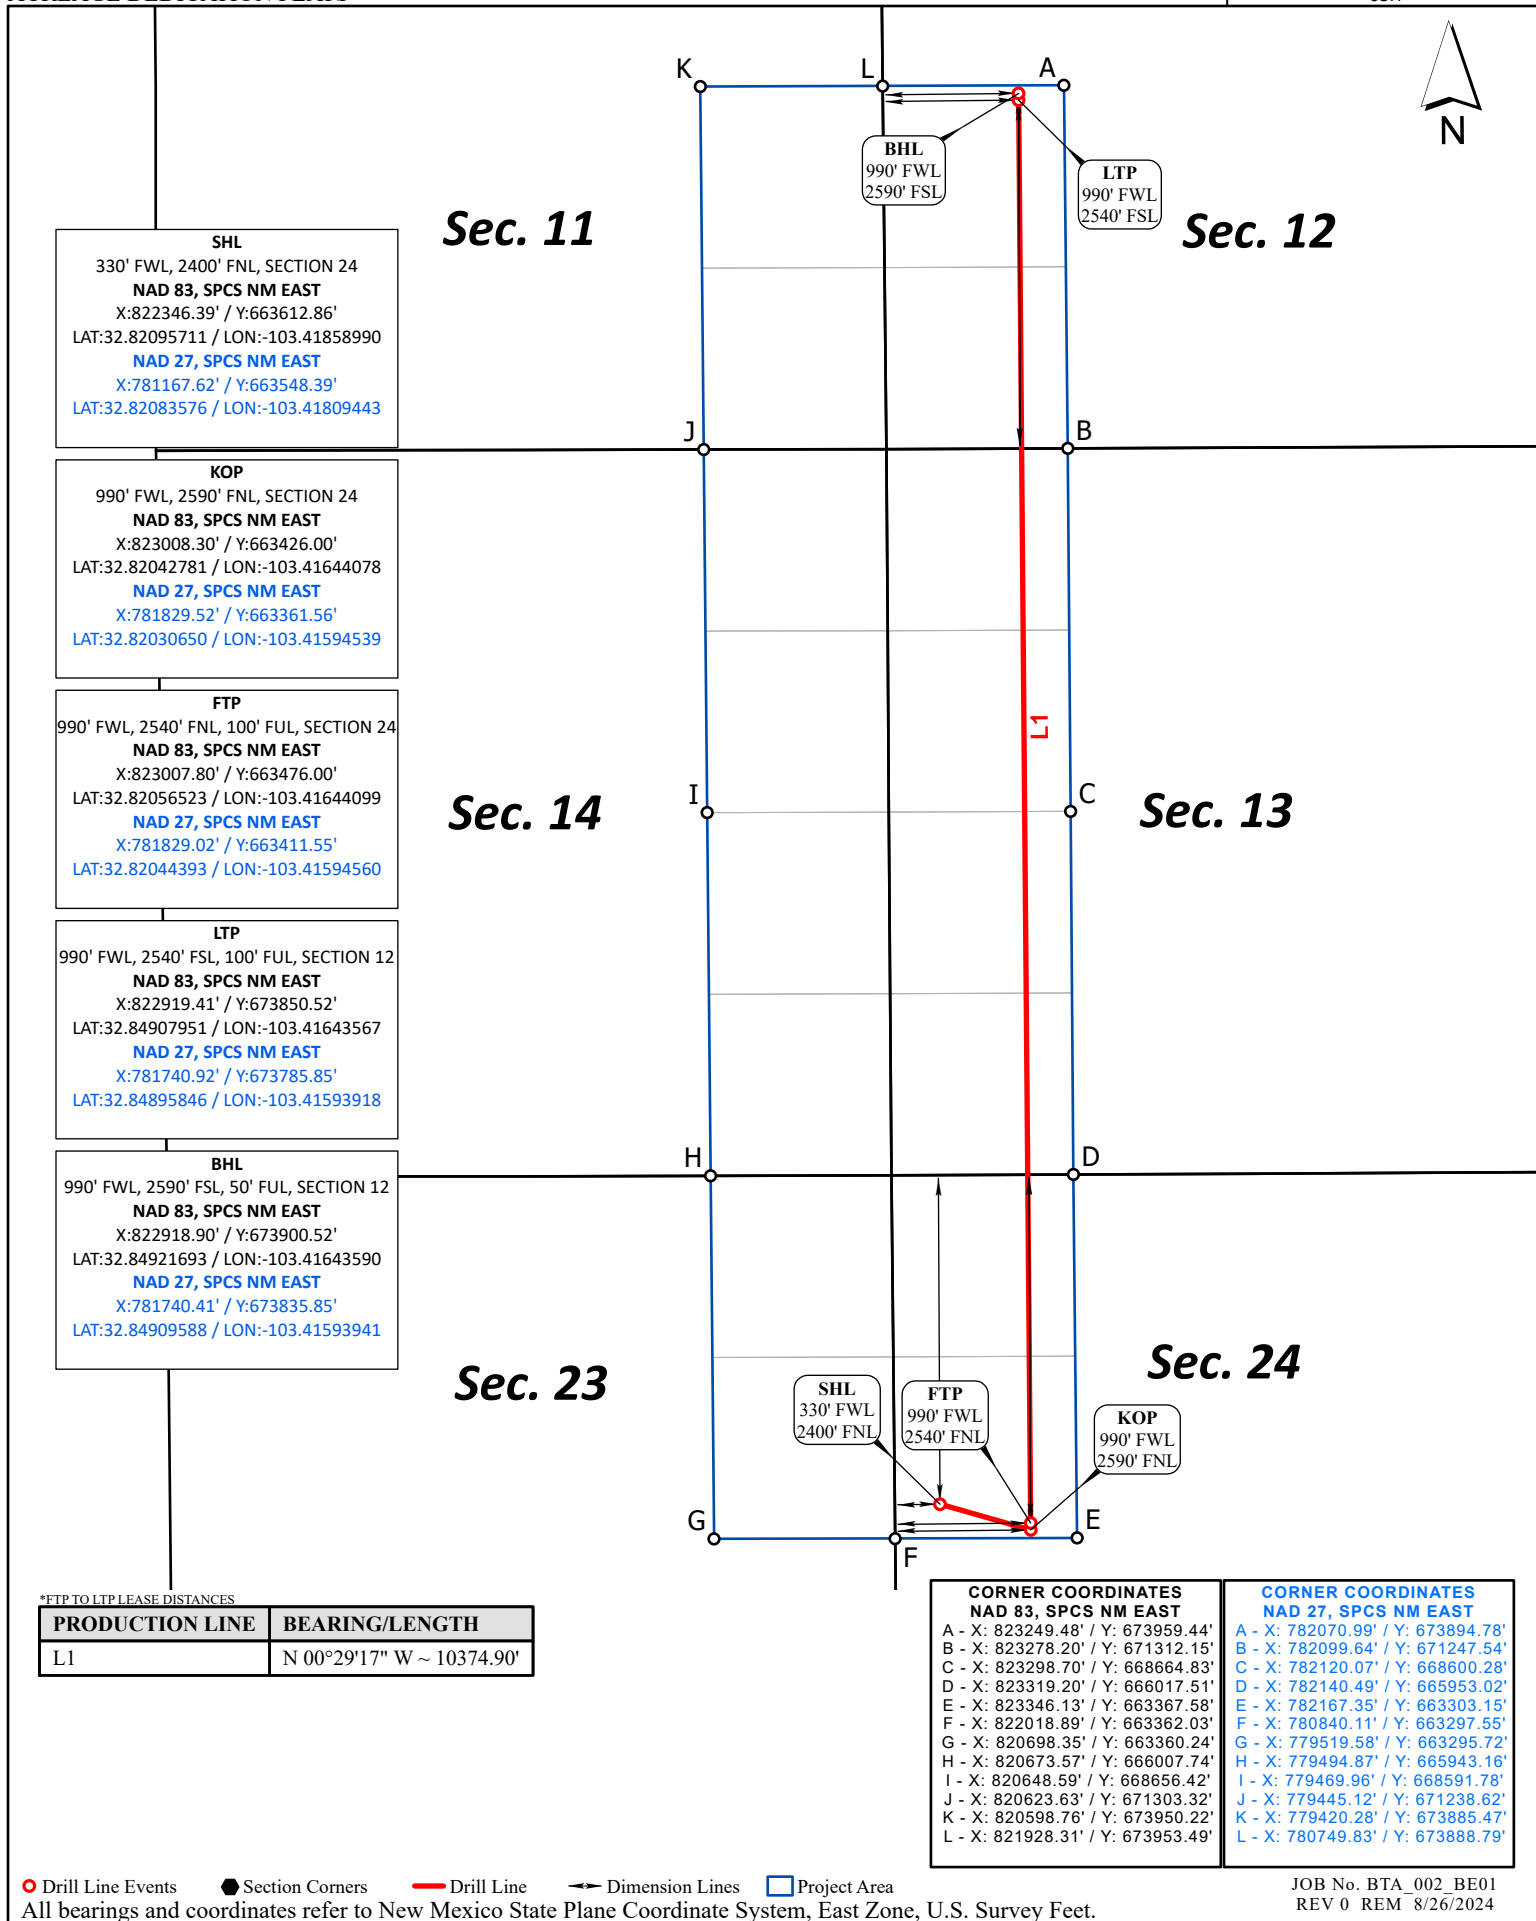 K
L
A
N
BHL
990' FWL
2590' FSL
LTP
990' FWL
2540' FSL
Sec. 11
Sec. 12
SHL
330' FWL, 2400' FNL, SECTION 24
NAD 83, SPCS NM EAST
X:822346.39' / Y:663612.86'
LAT:32.82095711 / LON:-103.41858990
NAD 27, SPCS NM EAST
X:781167.62' / Y:663548.39'
LAT:32.82083576 / LON:-103.41809443
J
B
KOP
990' FWL, 2590' FNL, SECTION 24
NAD 83, SPCS NM EAST
X:823008.30' / Y:663426.00'
LAT:32.82042781 / LON:-103.41644078
NAD 27, SPCS NM EAST
X:781829.52' / Y:663361.56'
LAT:32.82030650 / LON:-103.41594539
FTP
990' FWL, 2540' FNL, 100' FUL, SECTION 24
NAD 83, SPCS NM EAST
X:823007.80' / Y:663476.00'
LAT:32.82056523 / LON:-103.41644099
NAD 27, SPCS NM EAST
X:781829.02' / Y:663411.55'
LAT:32.82044393 / LON:-103.41594560
L1
I
C
Sec. 14
Sec. 13
LTP
990' FWL, 2540' FSL, 100' FUL, SECTION 12
NAD 83, SPCS NM EAST
X:822919.41' / Y:673850.52'
LAT:32.84907951 / LON:-103.41643567
NAD 27, SPCS NM EAST
X:781740.92' / Y:673785.85'
LAT:32.84895846 / LON:-103.41593918
H
D
BHL
990' FWL, 2590' FSL, 50' FUL, SECTION 12
NAD 83, SPCS NM EAST
X:822918.90' / Y:673900.52'
LAT:32.84921693 / LON:-103.41643590
NAD 27, SPCS NM EAST
X:781740.41' / Y:673835.85'
LAT:32.84909588 / LON:-103.41593941
Sec. 23
Sec. 24
SHL
330' FWL
2400' FNL
FTP
990' FWL
2540' FNL
KOP
990' FWL
2590' FNL
G
F
E
*FTP TO LTP LEASE DISTANCES
PRODUCTION LINE BEARING/LENGTH
L1 N 00°29'17" W ~ 10374.90'
CORNER COORDINATES
NAD 83, SPCS NM EAST
A - X: 823249.48' / Y: 673959.44'
B - X: 823278.20' / Y: 671312.15'
C - X: 823298.70' / Y: 668664.83'
D - X: 823319.20' / Y: 666017.51'
E - X: 823346.13' / Y: 663367.58'
F - X: 822018.89' / Y: 663362.03'
G - X: 820698.35' / Y: 663360.24'
H - X: 820673.57' / Y: 666007.74'
I - X: 820648.59' / Y: 668656.42'
J - X: 820623.63' / Y: 671303.32'
K - X: 820598.76' / Y: 673950.22'
L - X: 821928.31' / Y: 673953.49'
CORNER COORDINATES
NAD 27, SPCS NM EAST
A - X: 782070.99' / Y: 673894.78'
B - X: 782099.64' / Y: 671247.54'
C - X: 782120.07' / Y: 668600.28'
D - X: 782140.49' / Y: 665953.02'
E - X: 782167.35' / Y: 663303.15'
F - X: 780840.11' / Y: 663297.55'
G - X: 779519.58' / Y: 663295.72'
H - X: 779494.87' / Y: 665943.16'
I - X: 779469.96' / Y: 668591.78'
J - X: 779445.12' / Y: 671238.62'
K - X: 779420.28' / Y: 673885.47'
L - X: 780749.83' / Y: 673888.79'
Drill Line Events Section Corners Drill Line Dimension Lines Project Area
All bearings and coordinates refer to New Mexico State Plane Coordinate System, East Zone, U.S. Survey Feet.
JOB No. BTA_002_BE01
REV 0 REM 8/26/2024